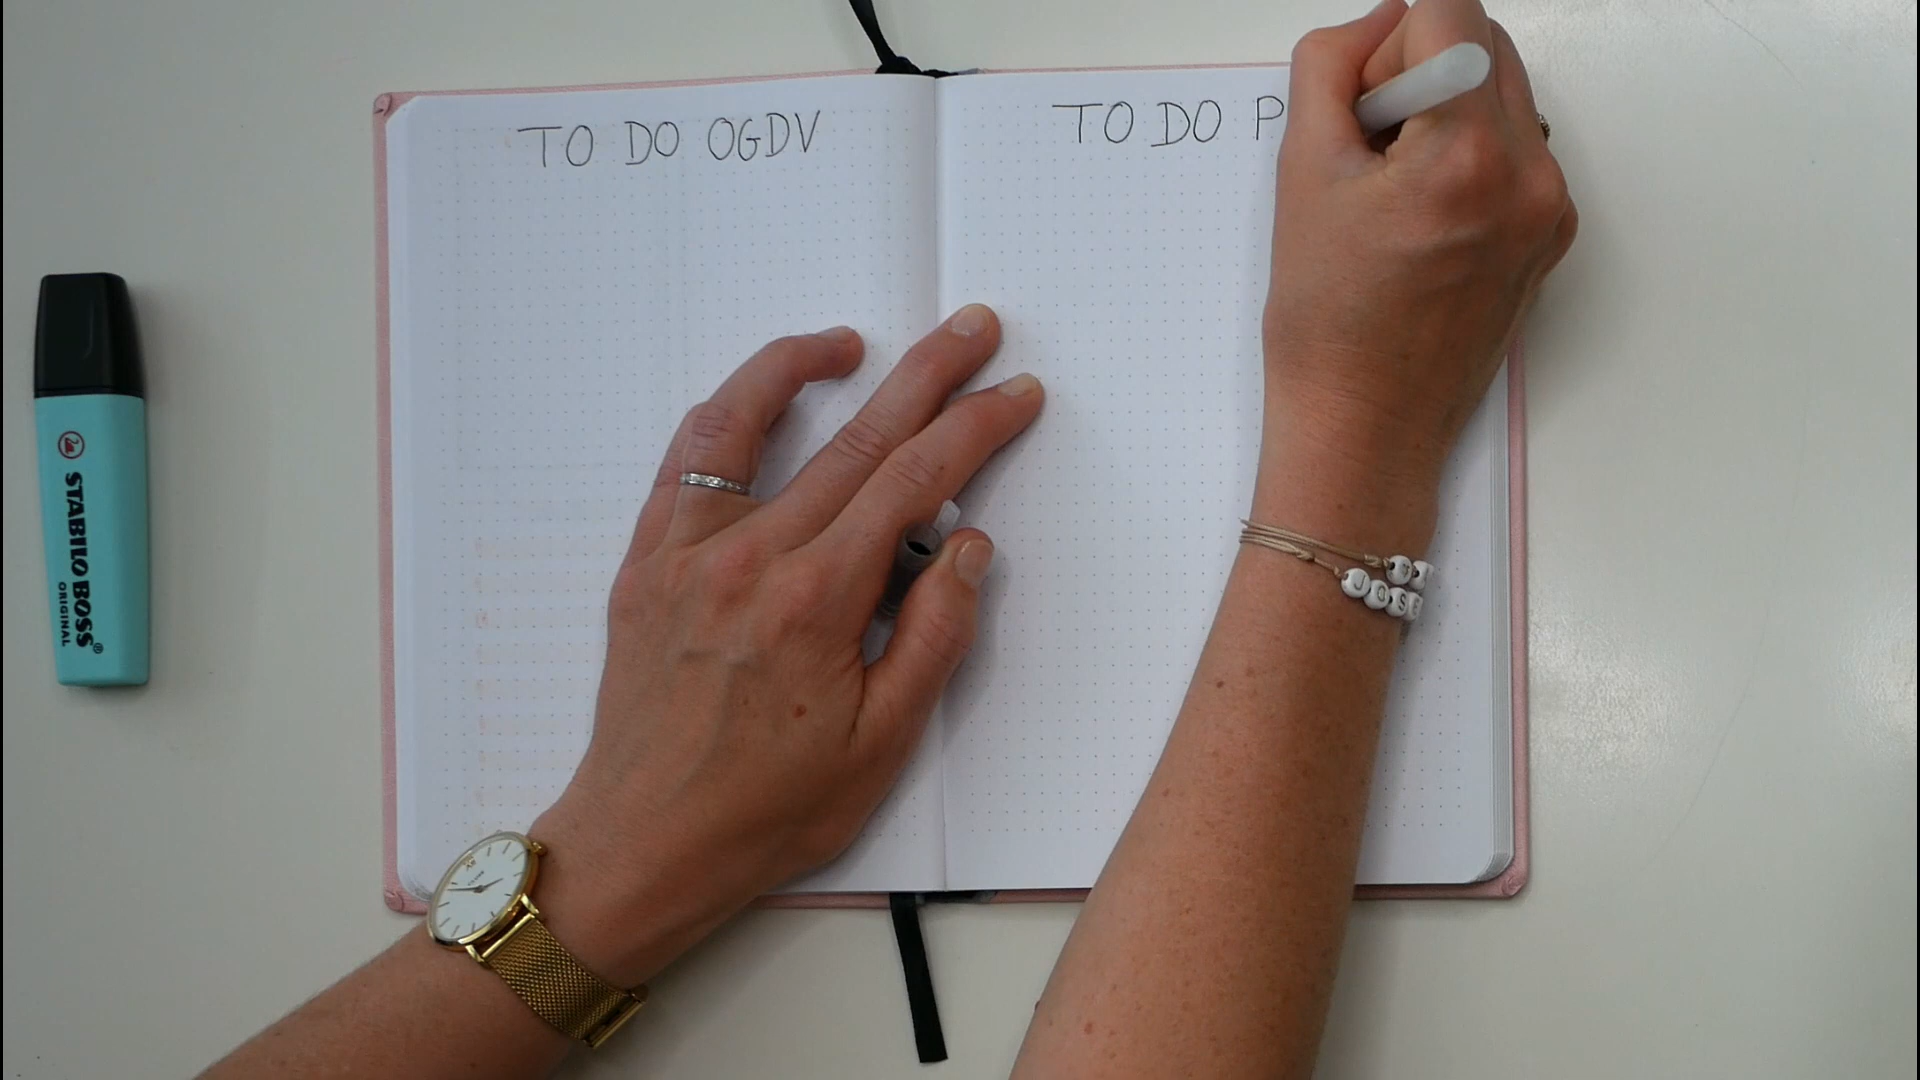 TO DO OGDV
TO DO P
STABILO BOSS®
ORIGINAL
JOSE